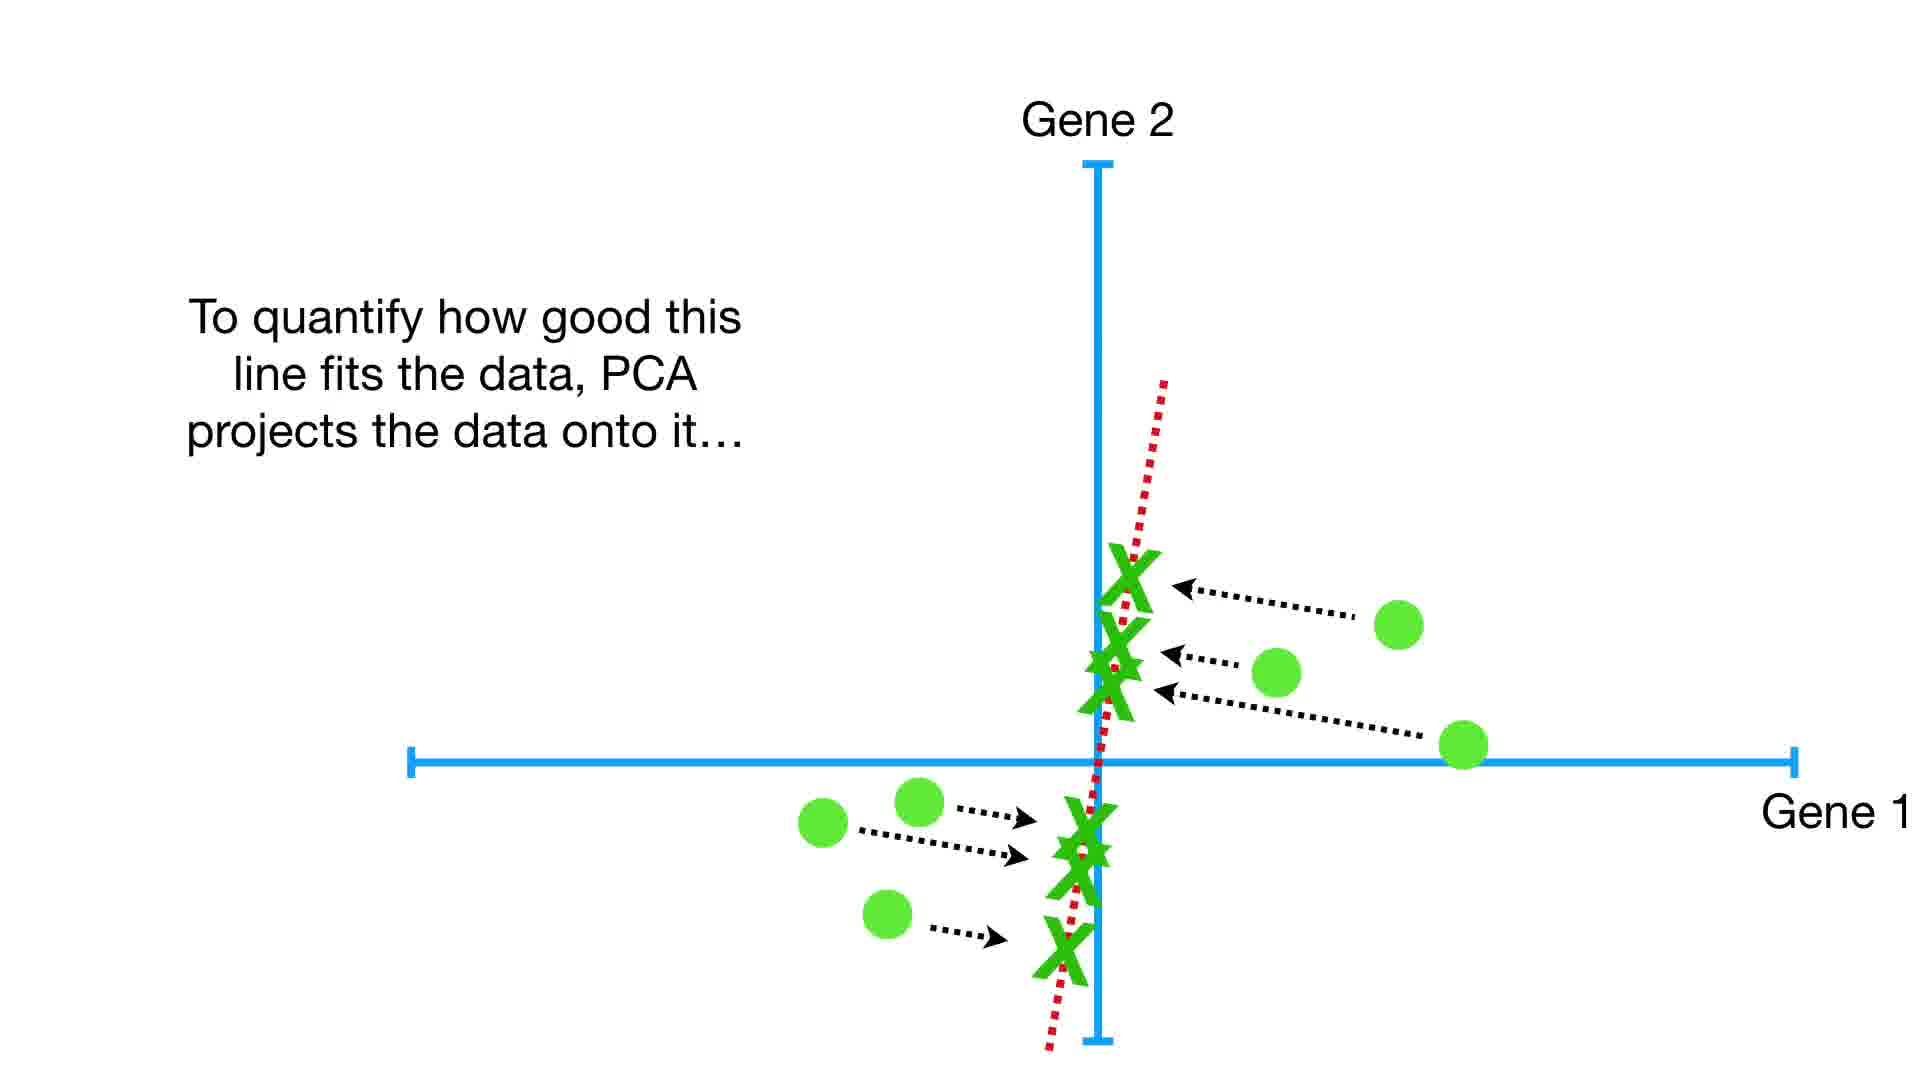 Gene 2
To quantify how good this
line fits the data, PCA
projects the data onto it…
Gene 1